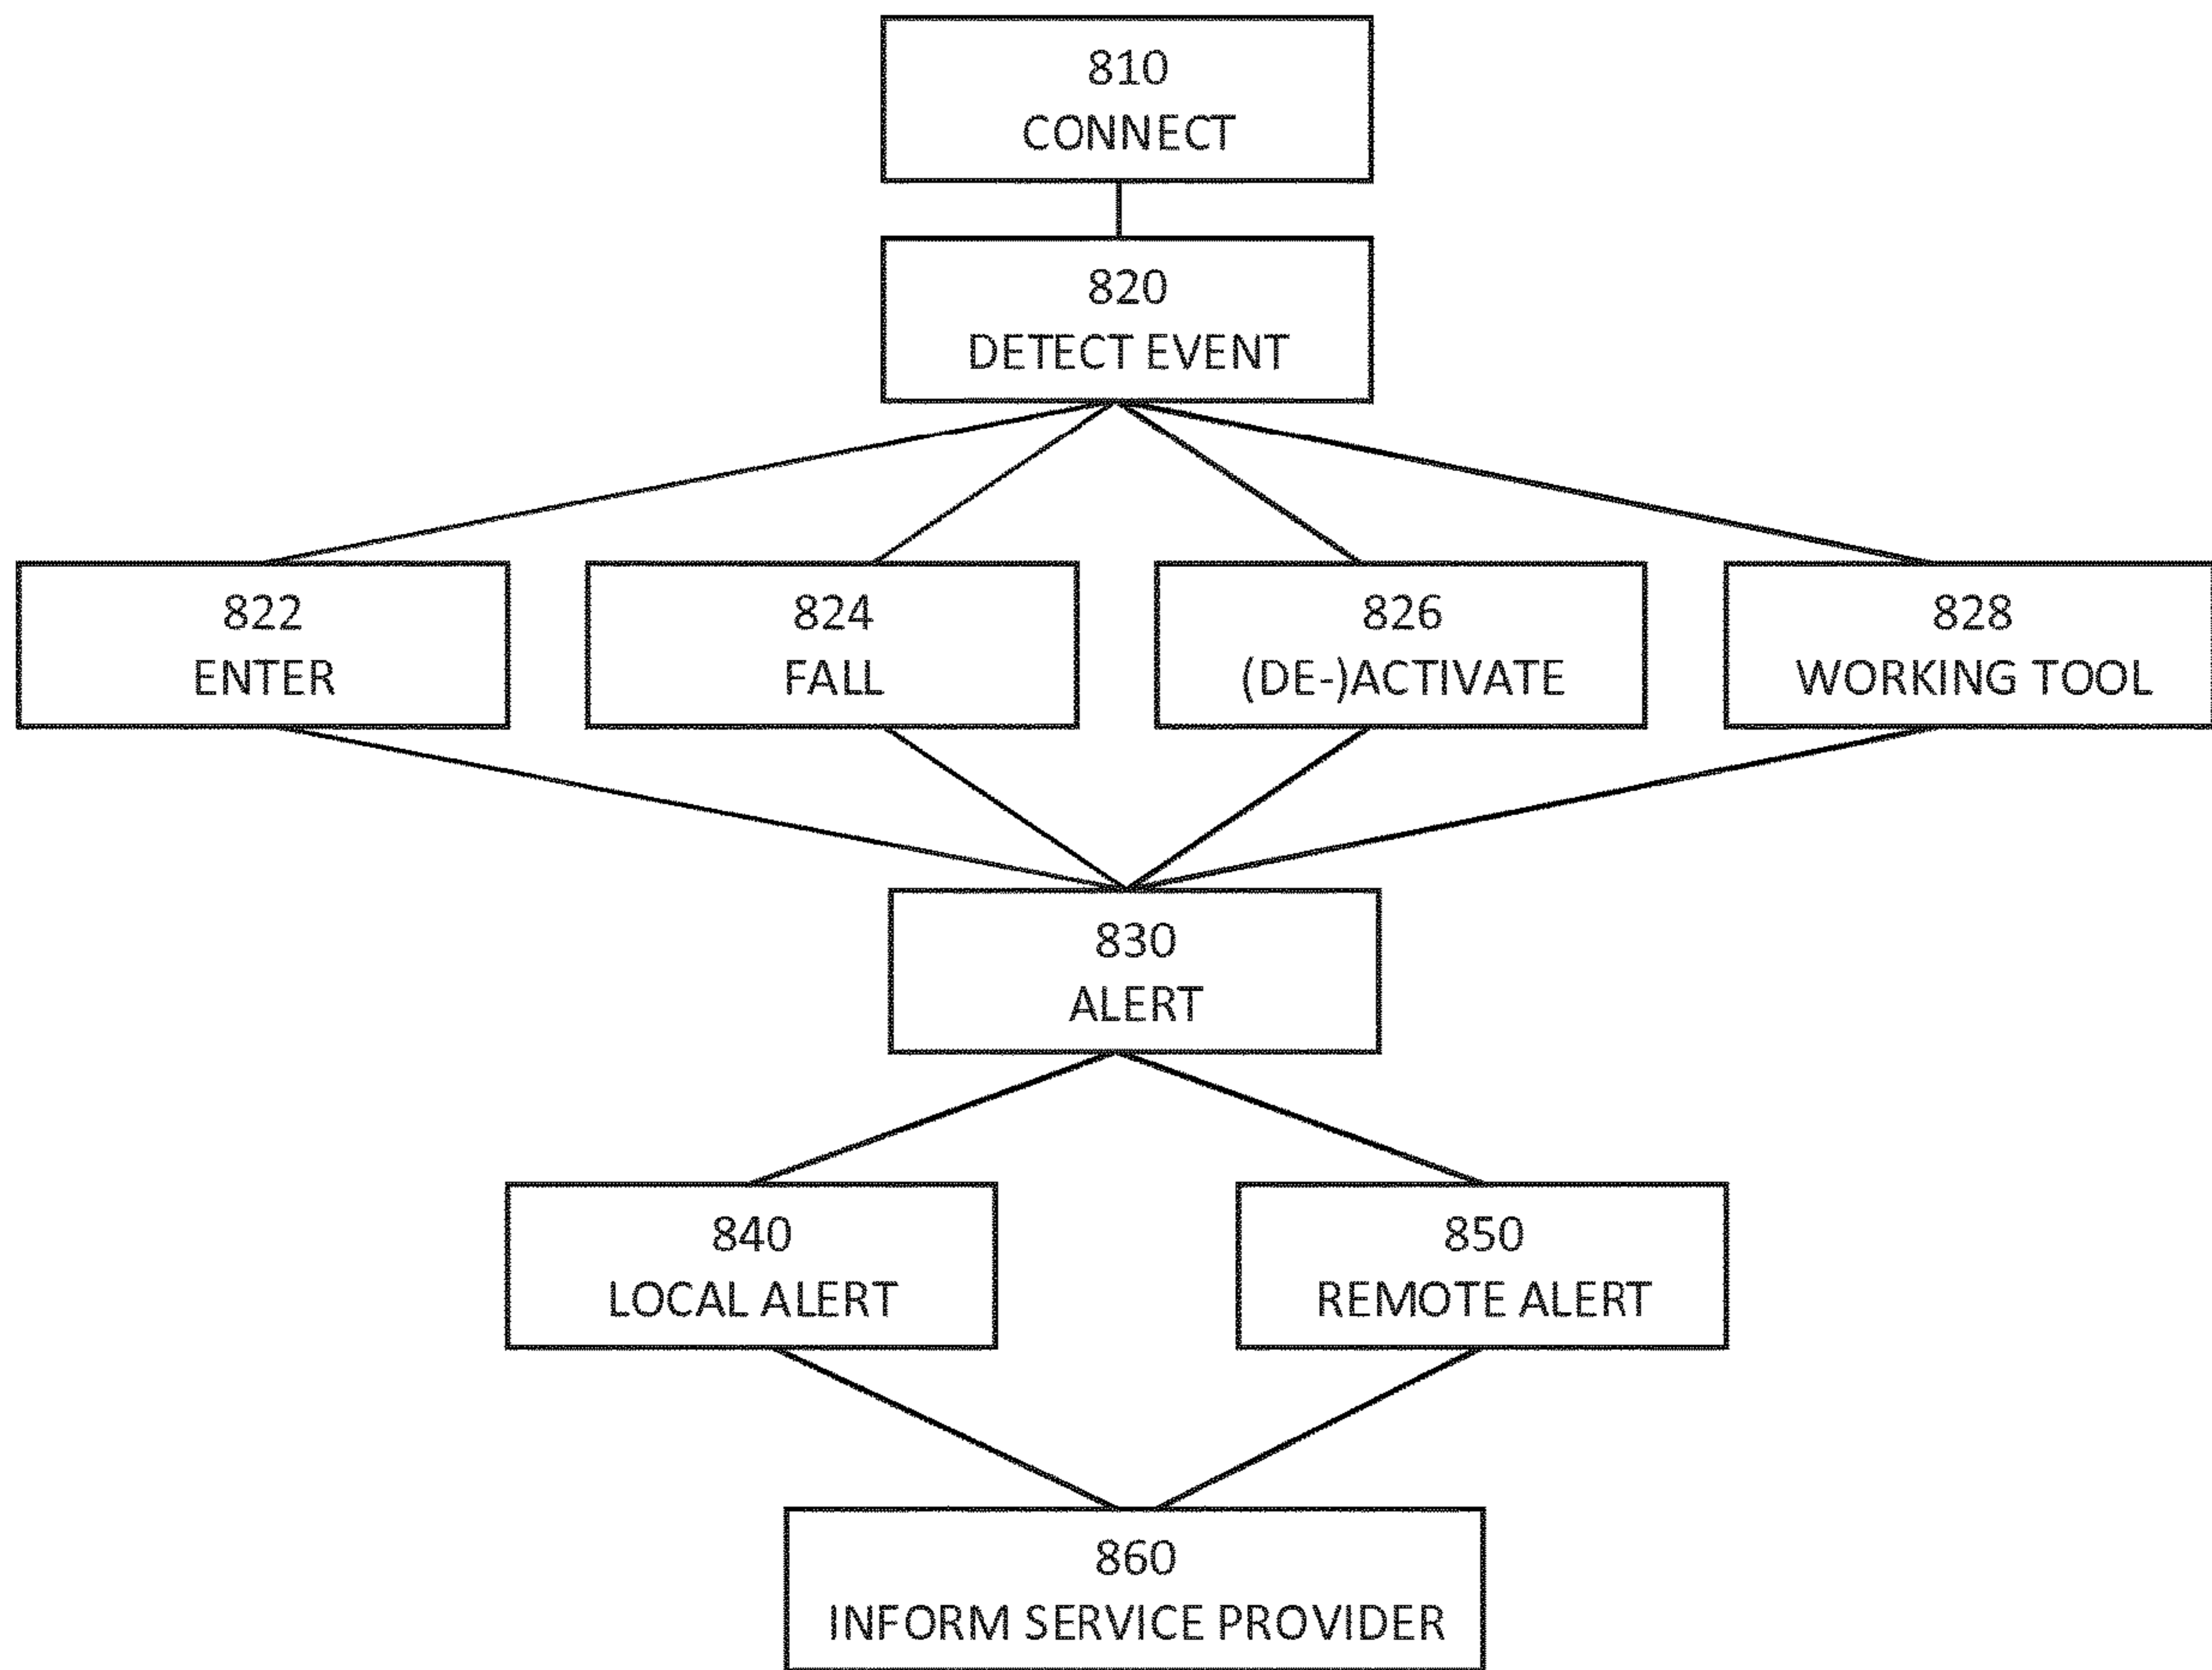 810
CONNECT
820
DETECT EVENT
822
ENTER
824
FALL
826
(DE-)ACTIVATE
828
WORKING TOOL
830
ALERT
840
LOCAL ALERT
850
REMOTE ALERT
860
INFORM SERVICE PROVIDER